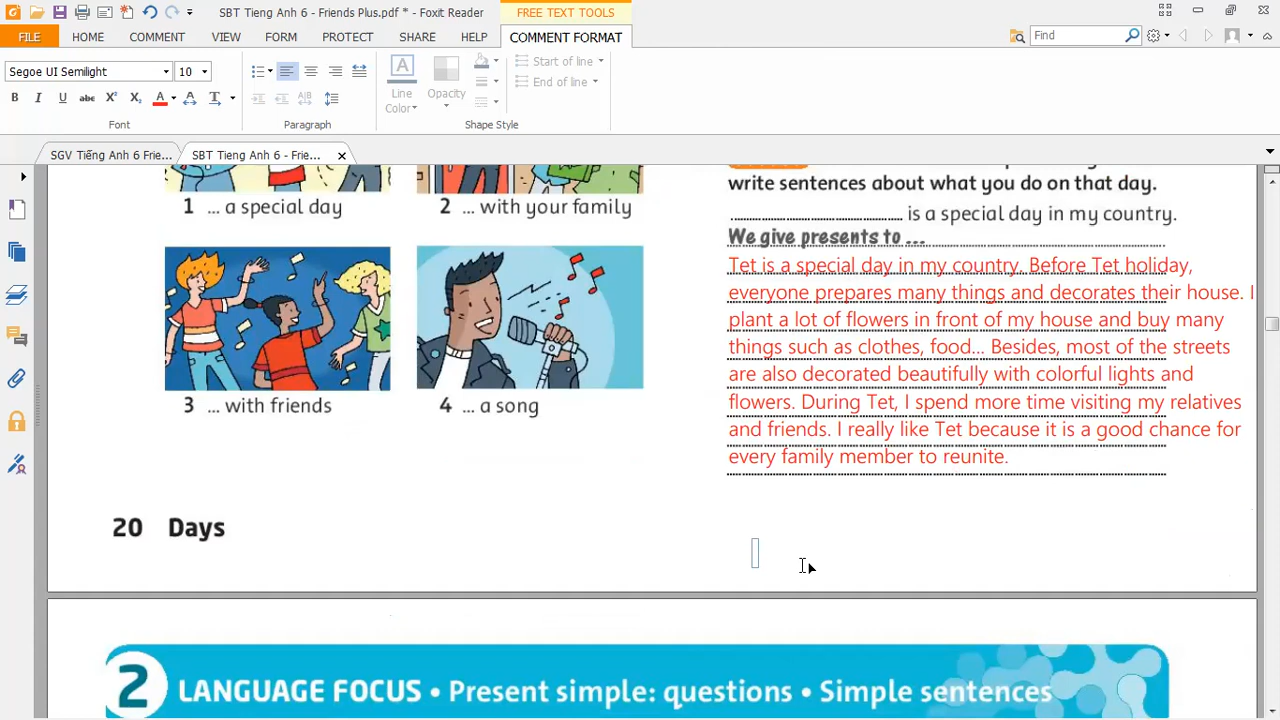 SBT Tieng Anh 6 - Friends Plus.pdf * - Foxit Reader
FREE TEXT TOOLS
FILE HOME COMMENT VIEW FORM PROTECT SHARE HELP COMMENT FORMAT
Find
Segoe UI Semilight 10
Start of line
End of line
Line Color
Opacity
Font
Paragraph
Shape Style
SGV Tiếng Anh 6 Frie...
SBT Tieng Anh 6 - Frie...
1 ... a special day
2 ... with your family
3 ... with friends
4 ... a song
20 Days
write sentences about what you do on that day.
is a special day in my country.
We give presents to ...
Tet is a special day in my country. Before Tet holiday,
everyone prepares many things and decorates their house. I
plant a lot of flowers in front of my house and buy many
things such as clothes, food... Besides, most of the streets
are also decorated beautifully with colorful lights and
flowers. During Tet, I spend more time visiting my relatives
and friends. I really like Tet because it is a good chance for
every family member to reunite.
2 LANGUAGE FOCUS • Present simple: questions • Simple sentences